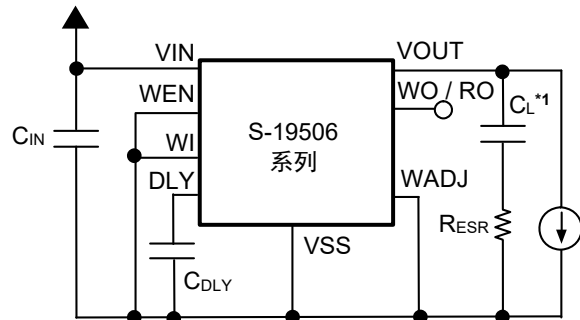 VIN
WEN
WI
DLY
CIN
CDLY
S-19506
系列
VSS
VOUT
WO / RO
WADJ
CL*1
RESR